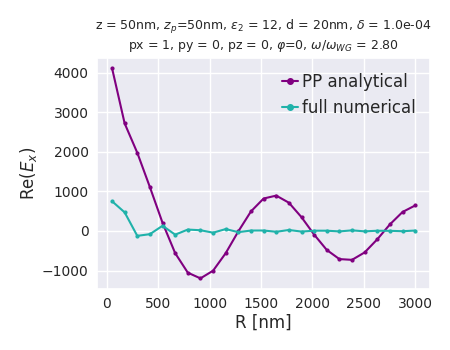 z = 50nm, z_p=50nm, ε_2 = 12, d = 20nm, δ = 1.0e-04
px = 1, py = 0, pz = 0, φ=0, ω/ω_WG = 2.80
PP analytical
full numerical
Re(E_x)
4000
3000
2000
1000
0
−1000
0 500 1000 1500 2000 2500 3000
R [nm]